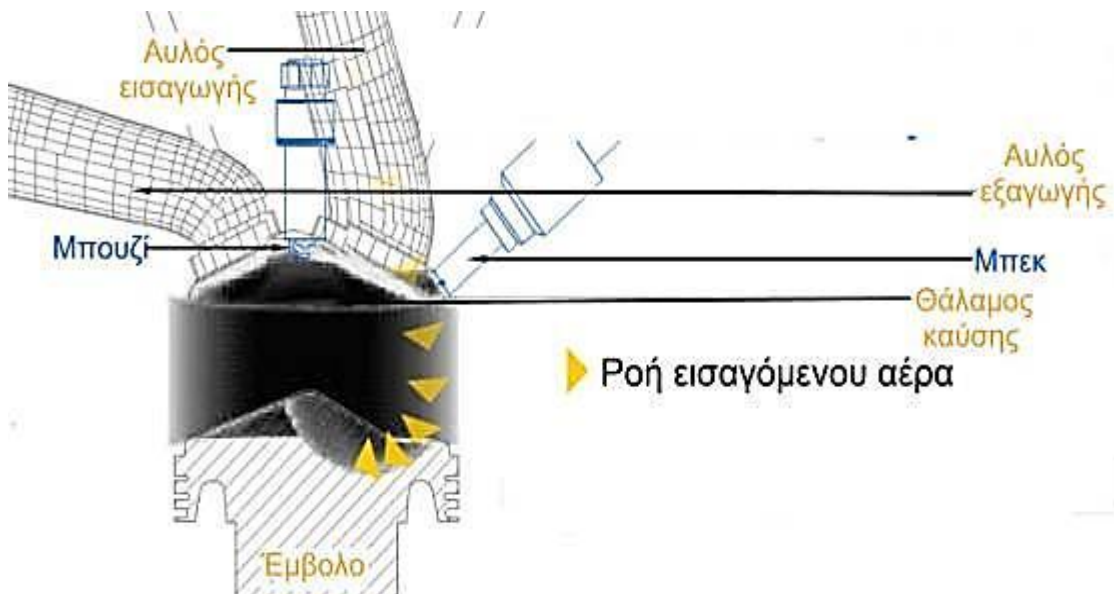 Αυλός
εισαγωγής
Αυλός
εξαγωγής
Μπουζί
Μπεκ
Θάλαμος
καύσης
Ροή εισαγόμενου αέρα
Έμβολο